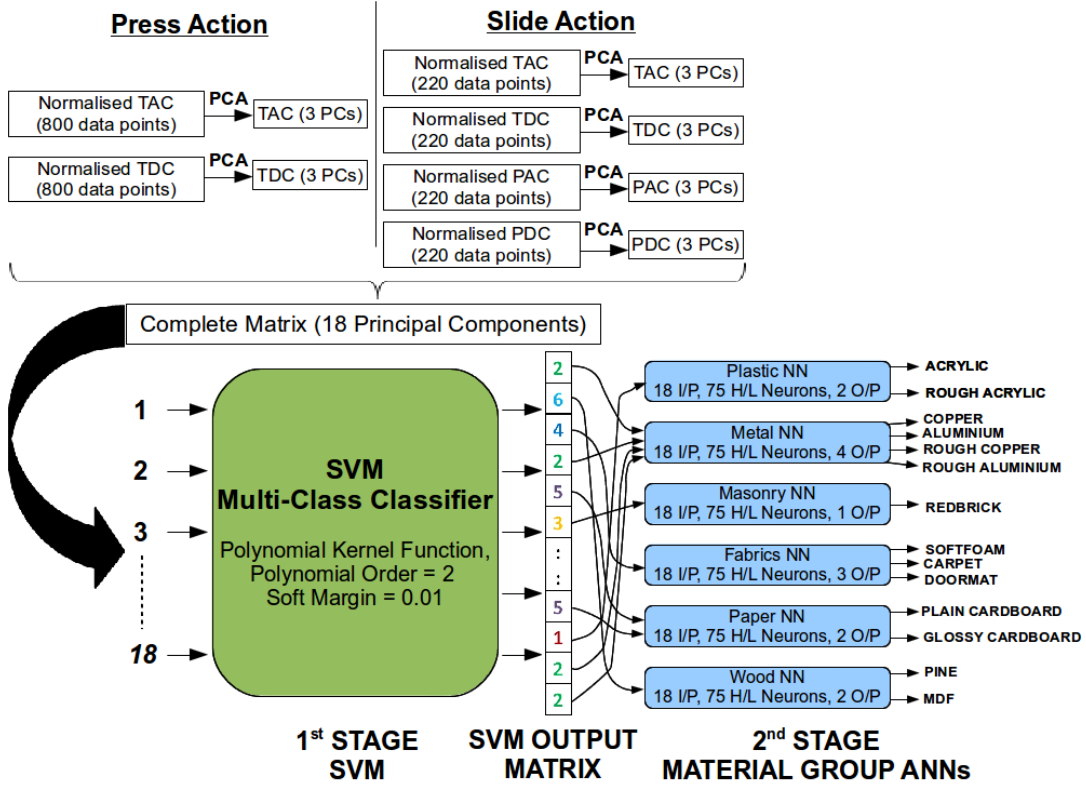 Press Action
Slide Action
Normalised TAC
(800 data points)
PCA
TAC (3 PCs)
Normalised TDC
(800 data points)
PCA
TDC (3 PCs)
Normalised TAC
(220 data points)
PCA
TAC (3 PCs)
Normalised TDC
(220 data points)
PCA
TDC (3 PCs)
Normalised PAC
(220 data points)
PCA
PAC (3 PCs)
Normalised PDC
(220 data points)
PCA
PDC (3 PCs)
Complete Matrix (18 Principal Components)
1
2
3
18
SVM
Multi-Class Classifier
Polynomial Kernel Function,
Polynomial Order = 2
Soft Margin = 0.01
2
6
4
2
5
3
:
:
5
1
2
2
Plastic NN
18 I/P, 75 H/L Neurons, 2 O/P
Metal NN
18 I/P, 75 H/L Neurons, 4 O/P
Masonry NN
18 I/P, 75 H/L Neurons, 1 O/P
Fabrics NN
18 I/P, 75 H/L Neurons, 3 O/P
Paper NN
18 I/P, 75 H/L Neurons, 2 O/P
Wood NN
18 I/P, 75 H/L Neurons, 2 O/P
ACRYLIC
ROUGH ACRYLIC
COPPER
ALUMINIUM
ROUGH COPPER
ROUGH ALUMINIUM
REDBRICK
SOFTFOAM
CARPET
DOORMAT
PLAIN CARDBOARD
GLOSSY CARDBOARD
PINE
MDF
1st STAGE
SVM
SVM OUTPUT
MATRIX
2nd STAGE
MATERIAL GROUP ANNs